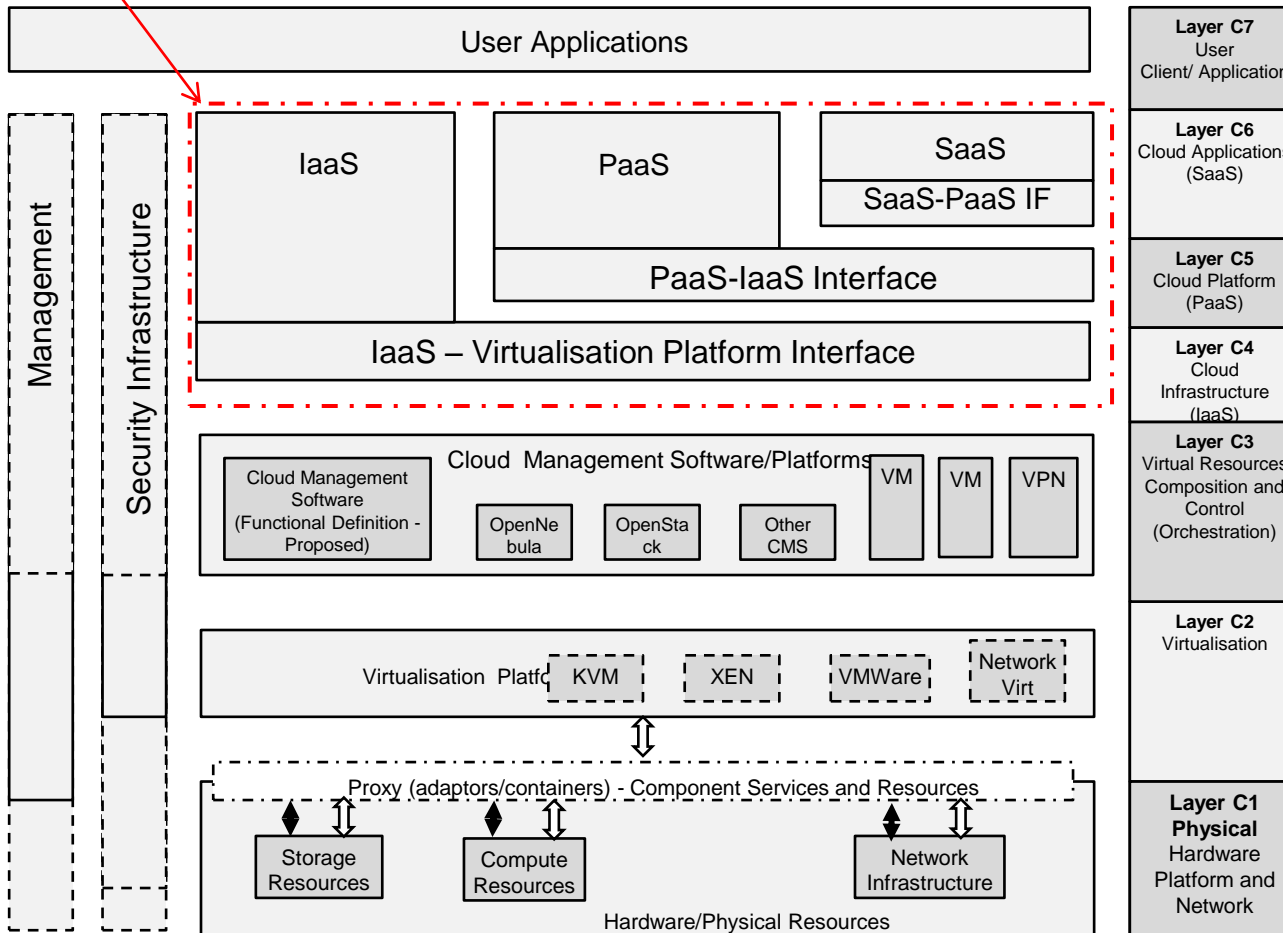 User Applications
Layer C7
User
Client/ Application
Management
Security Infrastructure
IaaS
PaaS
SaaS
SaaS-PaaS IF
PaaS-IaaS Interface
IaaS – Virtualisation Platform Interface
Layer C6
Cloud Applications
(SaaS)
Layer C5
Cloud Platform
(PaaS)
Layer C4
Cloud
Infrastructure
(IaaS)
Cloud Management Software/Platforms
Cloud Management
Software
(Functional Definition -
Proposed)
OpenNe
bula
OpenSta
ck
Other
CMS
VM
VM
VPN
Layer C3
Virtual Resources
Composition and
Control
(Orchestration)
Virtualisation Platfo
KVM
XEN
VMWare
Network
Virt
Layer C2
Virtualisation
Proxy (adaptors/containers) - Component Services and Resources
Storage
Resources
Compute
Resources
Network
Infrastructure
Hardware/Physical Resources
Layer C1
Physical
Hardware
Platform and
Network